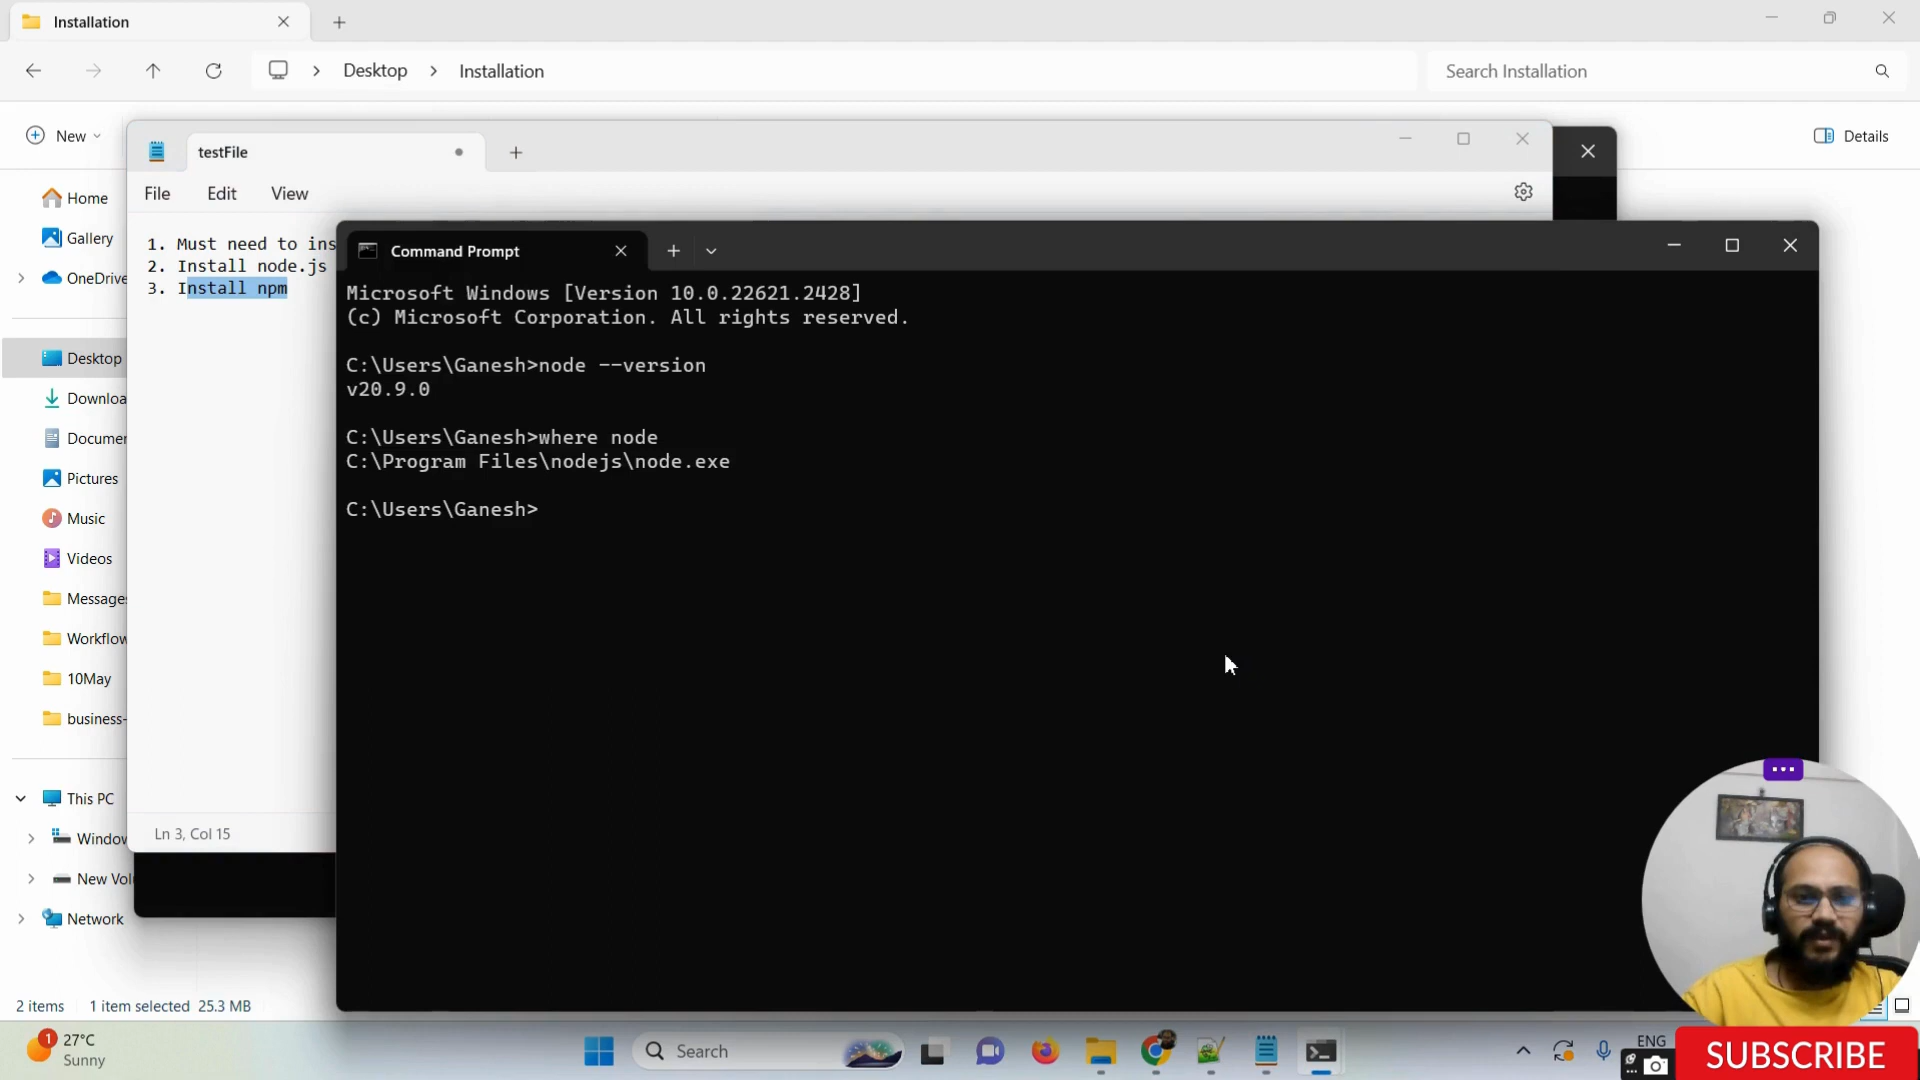 Installation
Desktop
Installation
Search Installation
New
Details
testFile
File
Edit
View
1. Must need to ins
2. Install node.js
3. Install npm
Ln 3, Col 15
Command Prompt
Microsoft Windows [Version 10.0.22621.2428]
(c) Microsoft Corporation. All rights reserved.
C:\Users\Ganesh>node --version
v20.9.0
C:\Users\Ganesh>where node
C:\Program Files\nodejs\node.exe
C:\Users\Ganesh>
Home
Gallery
OneDrive
Desktop
Downloa
Documen
Pictures
Music
Videos
Messages
Workflow
10May
business-
This PC
Window
New Vol
Network
2 items 1 item selected 25.3 MB
1
27°C
Sunny
Search
ENG
SUBSCRIBE